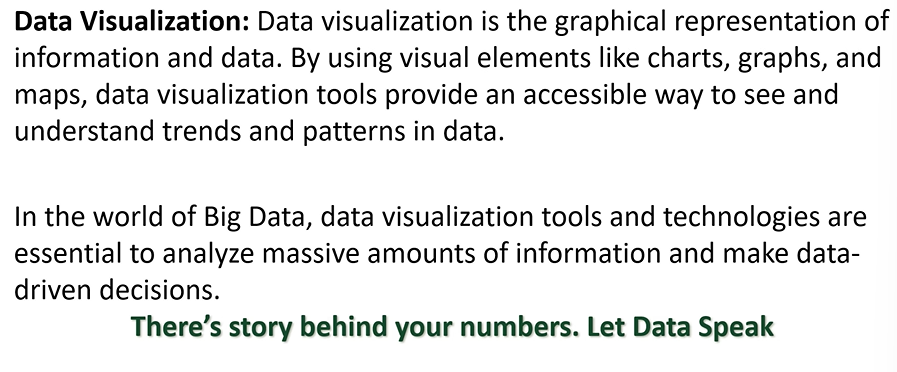 Data Visualization: Data visualization is the graphical representation of
information and data. By using visual elements like charts, graphs, and
maps, data visualization tools provide an accessible way to see and
understand trends and patterns in data.
In the world of Big Data, data visualization tools and technologies are
essential to analyze massive amounts of information and make data-
driven decisions.
There’s story behind your numbers. Let Data Speak